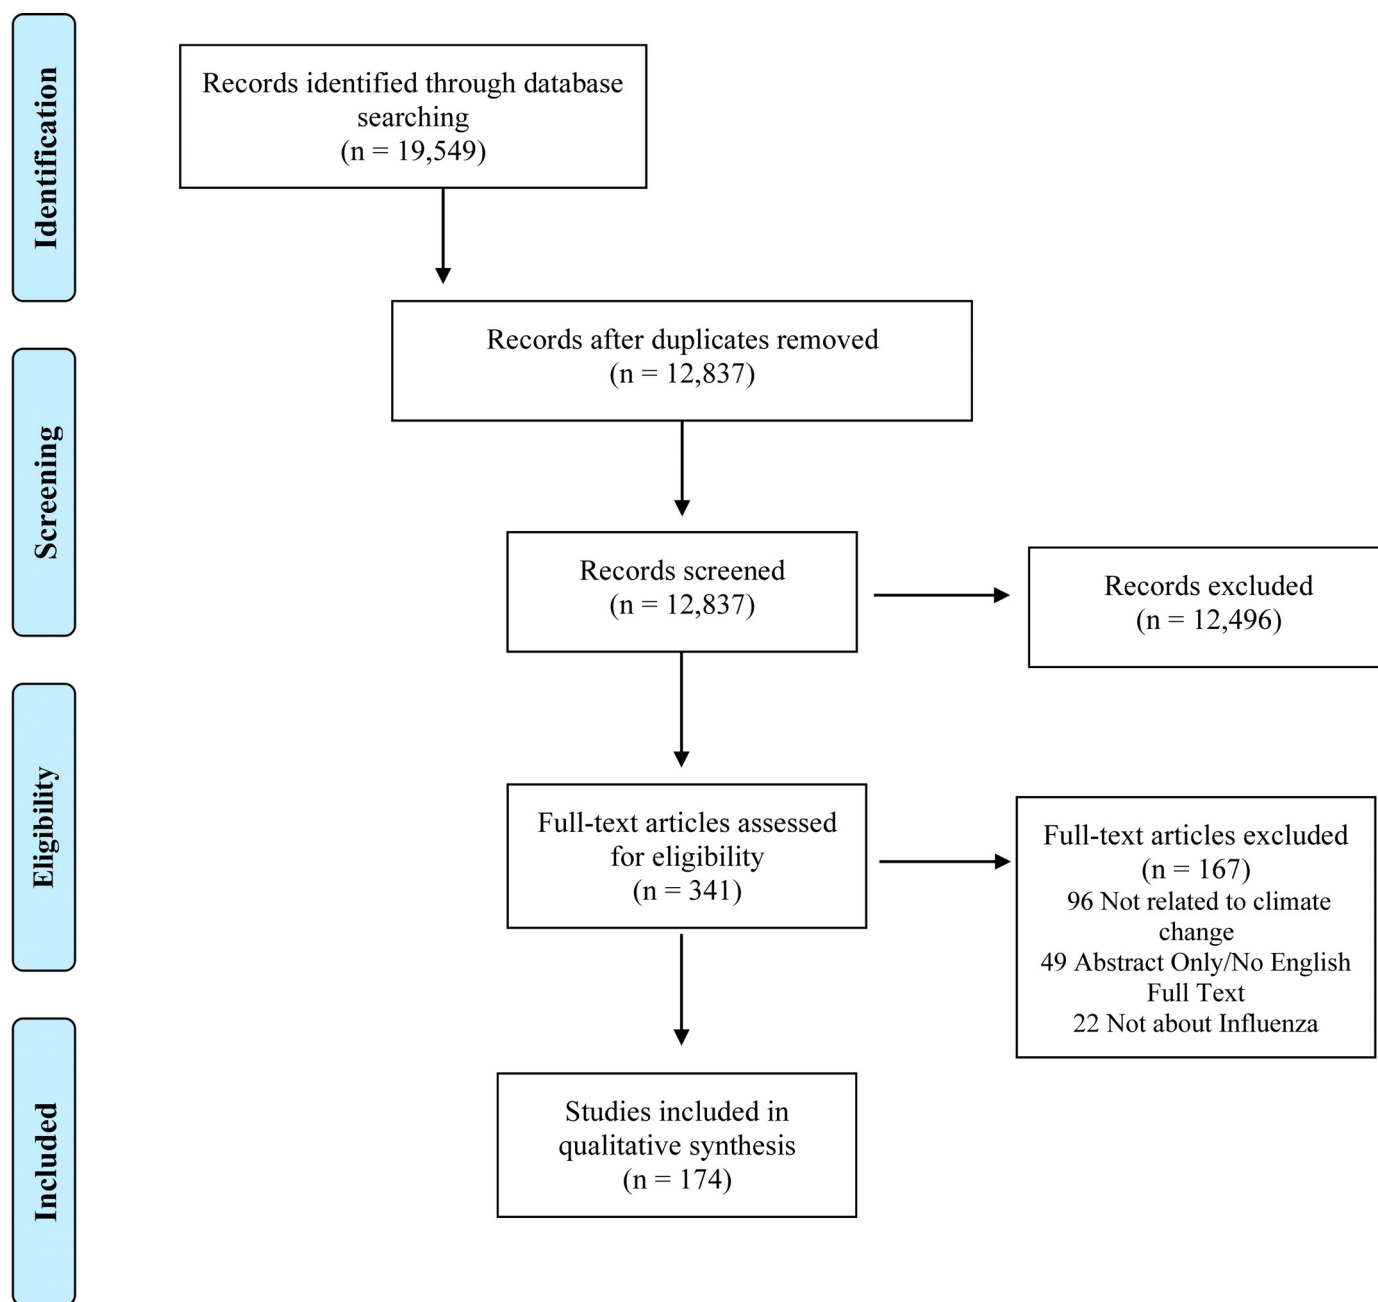 Identification
Records identified through database
searching
(n = 19,549)
Records after duplicates removed
(n = 12,837)
Screening
Records screened
(n = 12,837)
Records excluded
(n = 12,496)
Eligibility
Full-text articles assessed
for eligibility
(n = 341)
Full-text articles excluded
(n = 167)
96 Not related to climate
change
49 Abstract Only/No English
Full Text
22 Not about Influenza
Included
Studies included in
qualitative synthesis
(n = 174)